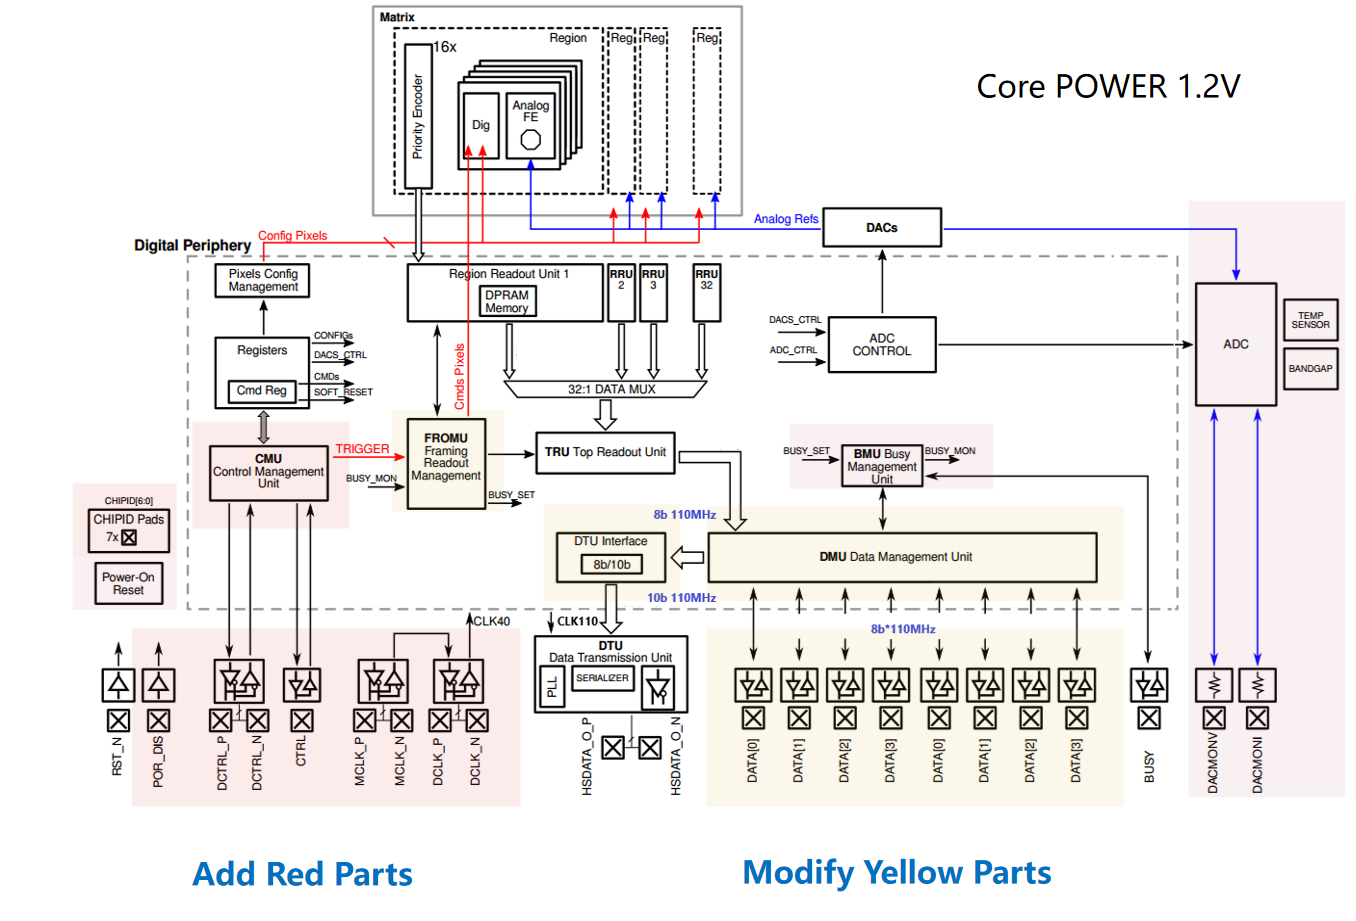 Matrix
16x
Region
Reg
Reg
Reg
Priority Encoder
Dig
Analog
FE
Core POWER 1.2V
Analog Refs
DACs
Config Pixels
Digital Periphery
Pixels Config
Management
Region Readout Unit 1
DPRAM
Memory
RRU
2
RRU
3
RRU
32
Registers
Cmd Reg
CONFIGs
DACS_CTRL
CMDs
SOFT_RESET
Cmds Pixels
DACS_CTRL
ADC_CTRL
ADC
CONTROL
ADC
TEMP
SENSOR
BANDGAP
32:1 DATA MUX
CMU
Control Management
Unit
TRIGGER
BUSY_MON
FROMU
Framing
Readout
Management
BUSY_SET
TRU Top Readout Unit
BUSY_SET
BMU Busy
Management
Unit
BUSY_MON
CHIPID[6:0]
CHIPID Pads
7x
Power-On
Reset
8b 110MHz
DTU Interface
8b/10b
DMU Data Management Unit
10b 110MHz
CLK40
CLK110
8b*110MHz
DTU
Data Transmission Unit
PLL
SERIALIZER
RST_N
POR_DIS
DCTRL_P
DCTRL_N
CTRL
MCLK_P
MCLK_N
DCLK_P
DCLK_N
HSDATA_O_P
HSDATA_O_N
DATA[0]
DATA[1]
DATA[2]
DATA[3]
DATA[0]
DATA[1]
DATA[2]
DATA[3]
BUSY
DACMONV
DACMONI
Add Red Parts
Modify Yellow Parts